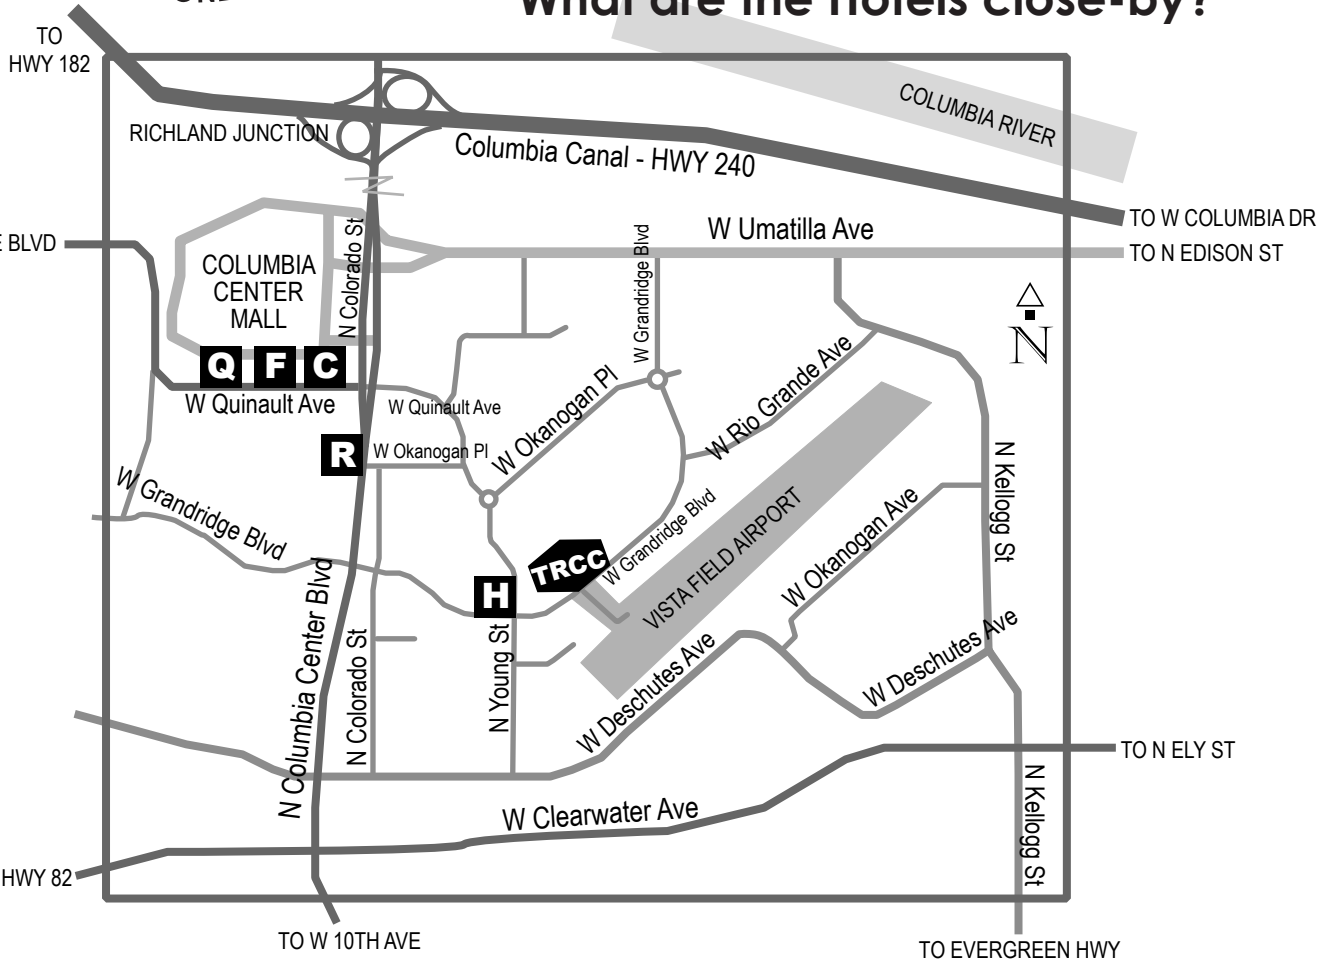 What are the Hotels close-by?
TO
HWY 182
COLUMBIA RIVER
RICHLAND JUNCTION
Columbia Canal - HWY 240
TO W COLUMBIA DR
W Umatilla Ave
TO N EDISON ST
BLVD
N Colorado St
COLUMBIA
CENTER
MALL
W Grandridge Blvd
N
Q F C
W Quinault Ave
W Quinault Ave
W Okanogan Pl
W Rio Grande Ave
R
W Okanogan Pl
W Grandridge Blvd
N Kellogg St
W Grandridge Blvd
VISTA FIELD AIRPORT
W Okanogan Ave
TRCC
H
N Columbia Center Blvd
N Colorado St
N Young St
W Deschutes Ave
W Deschutes Ave
TO N ELY ST
N Kellogg St
W Clearwater Ave
HWY 82
TO W 10TH AVE
TO EVERGREEN HWY